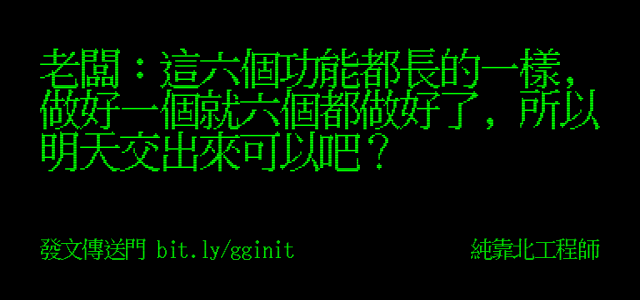 老闆：這六個功能都長的一樣，
做好一個就六個都做好了，所以
明天交出來可以吧？
發文傳送門 bit.ly/gginit
純靠北工程師